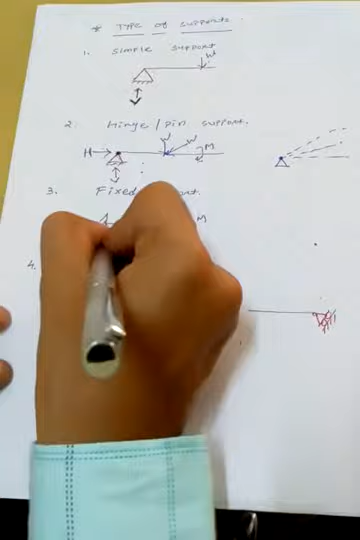 * Type of supports
1. Simple support
W
2. Hinge / pin support.
W
H M
3. Fixed
M
4.